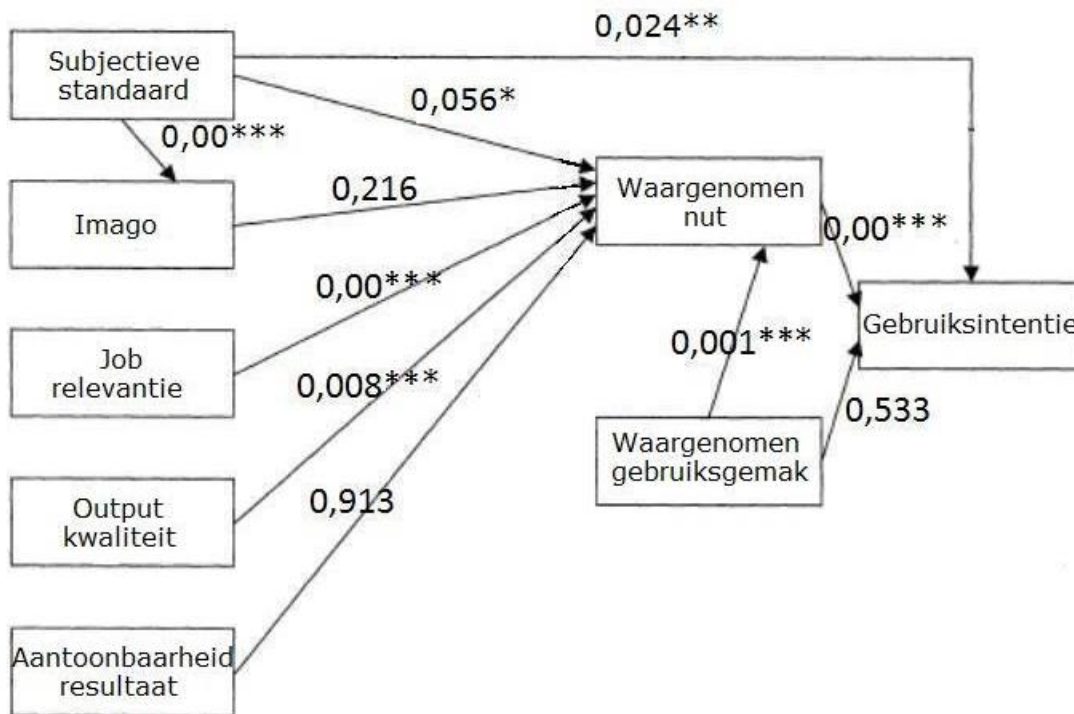 0,024**
Subjectieve
standaard
0,056*
0,00***
Imago
0,216
Waargenomen
nut
0,00***
0,00***
Gebruiksintentie
Job
relevantie
0,001***
0,008***
0,533
Waargenomen
gebruiksgemak
Output
kwaliteit
0,913
Aantoonbaarheid
resultaat